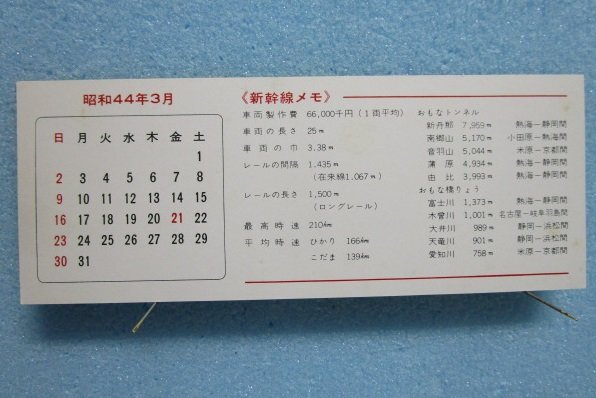 昭和44年3月
日 月 火 水 木 金 土
1
2 3 4 5 6 7 8
9 10 11 12 13 14 15
16 17 18 19 20 21 22
23 24 25 26 27 28 29
30 31
《新幹線メモ》
車両製作費 66,000千円(1両平均)
車両の長さ 25m
車両の巾 3.38m
レールの間隔 1.435m
(在来線1.067m)
レールの長さ 1,500m
(ロングレール)
最高時速 210km
平均時速 ひかり 166km
こだま 139km
おもなトンネル
新丹那 7,959m 熱海―静岡間
南郷山 5,170m 小田原―熱海間
音羽山 5,044m 米原―京都間
蒲原 4,934m 熱海―静岡間
由比 3,993m 熱海―静岡間
おもな橋りょう
富士川 1,373m 熱海―静岡間
木曽川 1,001m 名古屋―岐阜羽島間
大井川 989m 静岡―浜松間
天竜川 901m 静岡―浜松間
愛知川 758m 米原―京都間